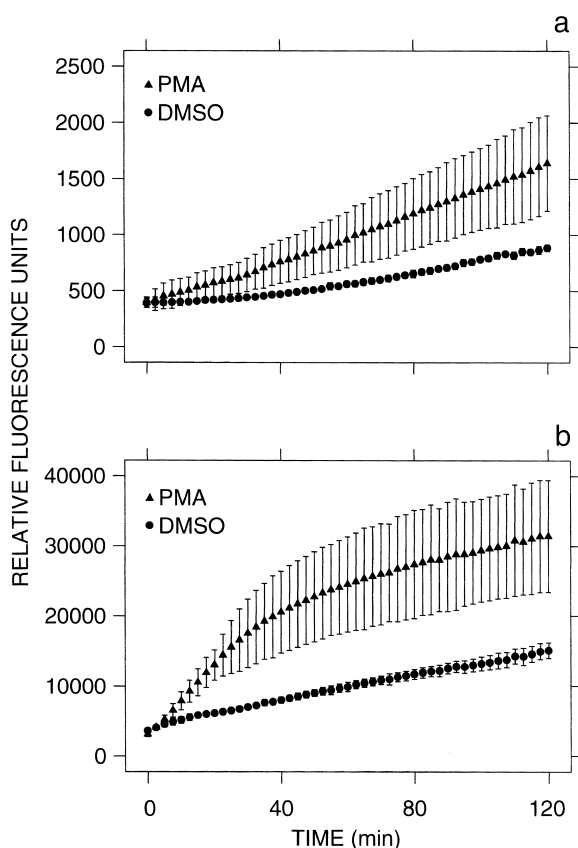 a
2500
2000
1500
1000
500
0
PMA
DMSO
RELATIVE FLUORESCENCE UNITS
b
40000
30000
20000
10000
0
PMA
DMSO
0 40 80 120
TIME (min)